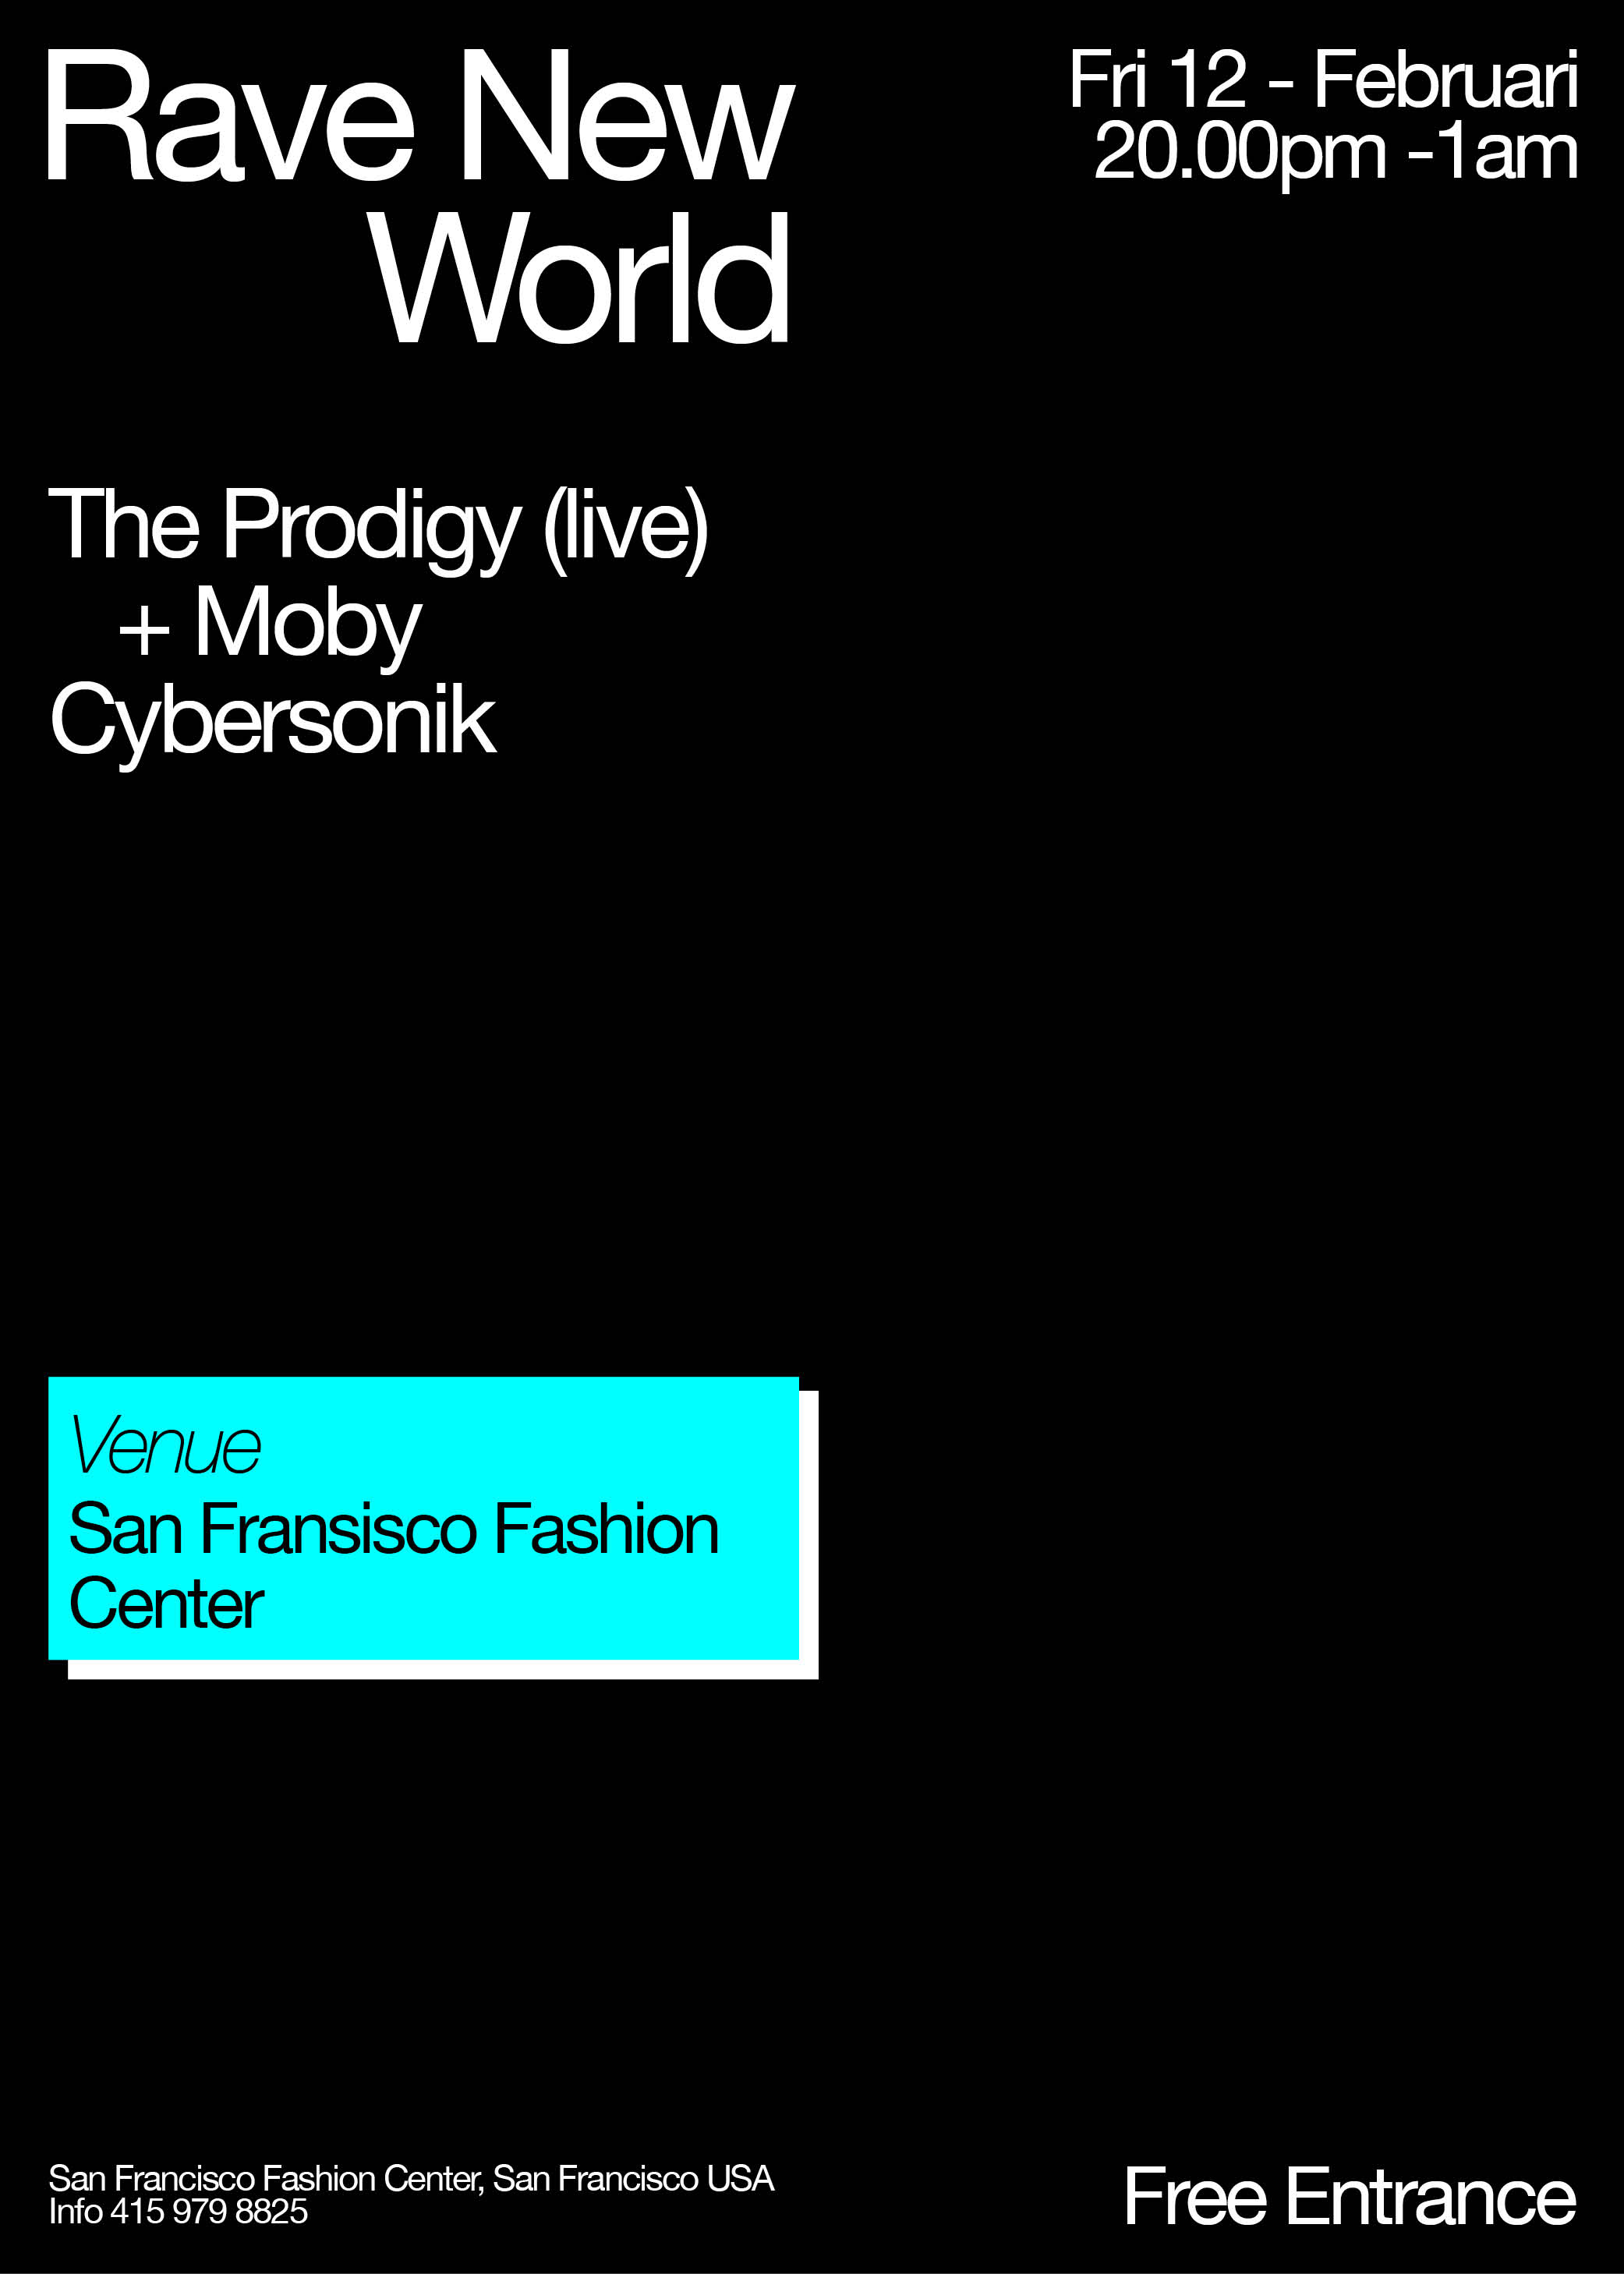 Rave New
World
Fri 12 - Februari
20.00pm -1am
The Prodigy (live)
+ Moby
Cybersonik
Venue
San Fransisco Fashion
Center
San Francisco Fashion Center, San Francisco USA
Info 415 979 8825
Free Entrance